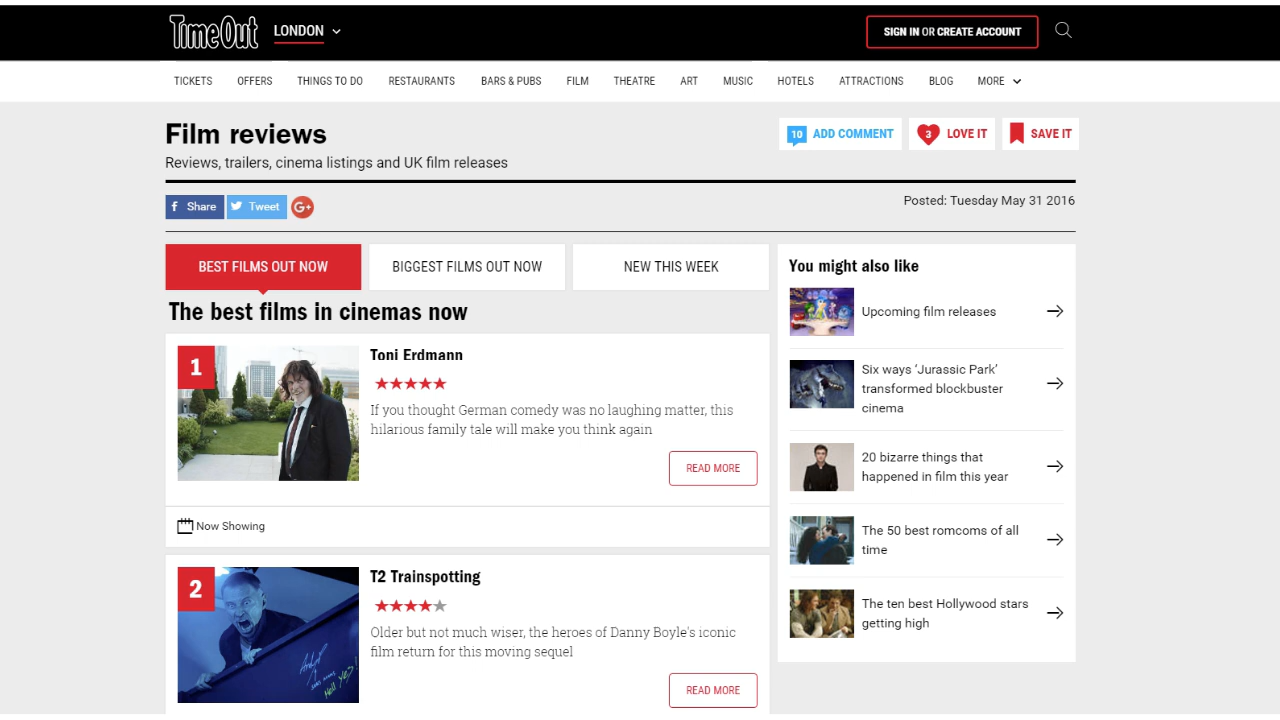 TimeOut LONDON
SIGN IN OR CREATE ACCOUNT
TICKETS OFFERS THINGS TO DO RESTAURANTS BARS & PUBS FILM THEATRE ART MUSIC HOTELS ATTRACTIONS BLOG MORE
Film reviews
10 ADD COMMENT 3 LOVE IT SAVE IT
Reviews, trailers, cinema listings and UK film releases
f Share Tweet G+
Posted: Tuesday May 31 2016
BEST FILMS OUT NOW BIGGEST FILMS OUT NOW NEW THIS WEEK
The best films in cinemas now
1
Toni Erdmann
If you thought German comedy was no laughing matter, this
hilarious family tale will make you think again
READ MORE
Now Showing
2
T2 Trainspotting
Older but not much wiser, the heroes of Danny Boyle's iconic
film return for this moving sequel
Hell Yes!
READ MORE
You might also like
Upcoming film releases
Six ways ‘Jurassic Park’
transformed blockbuster
cinema
20 bizarre things that
happened in film this year
The 50 best romcoms of all
time
The ten best Hollywood stars
getting high